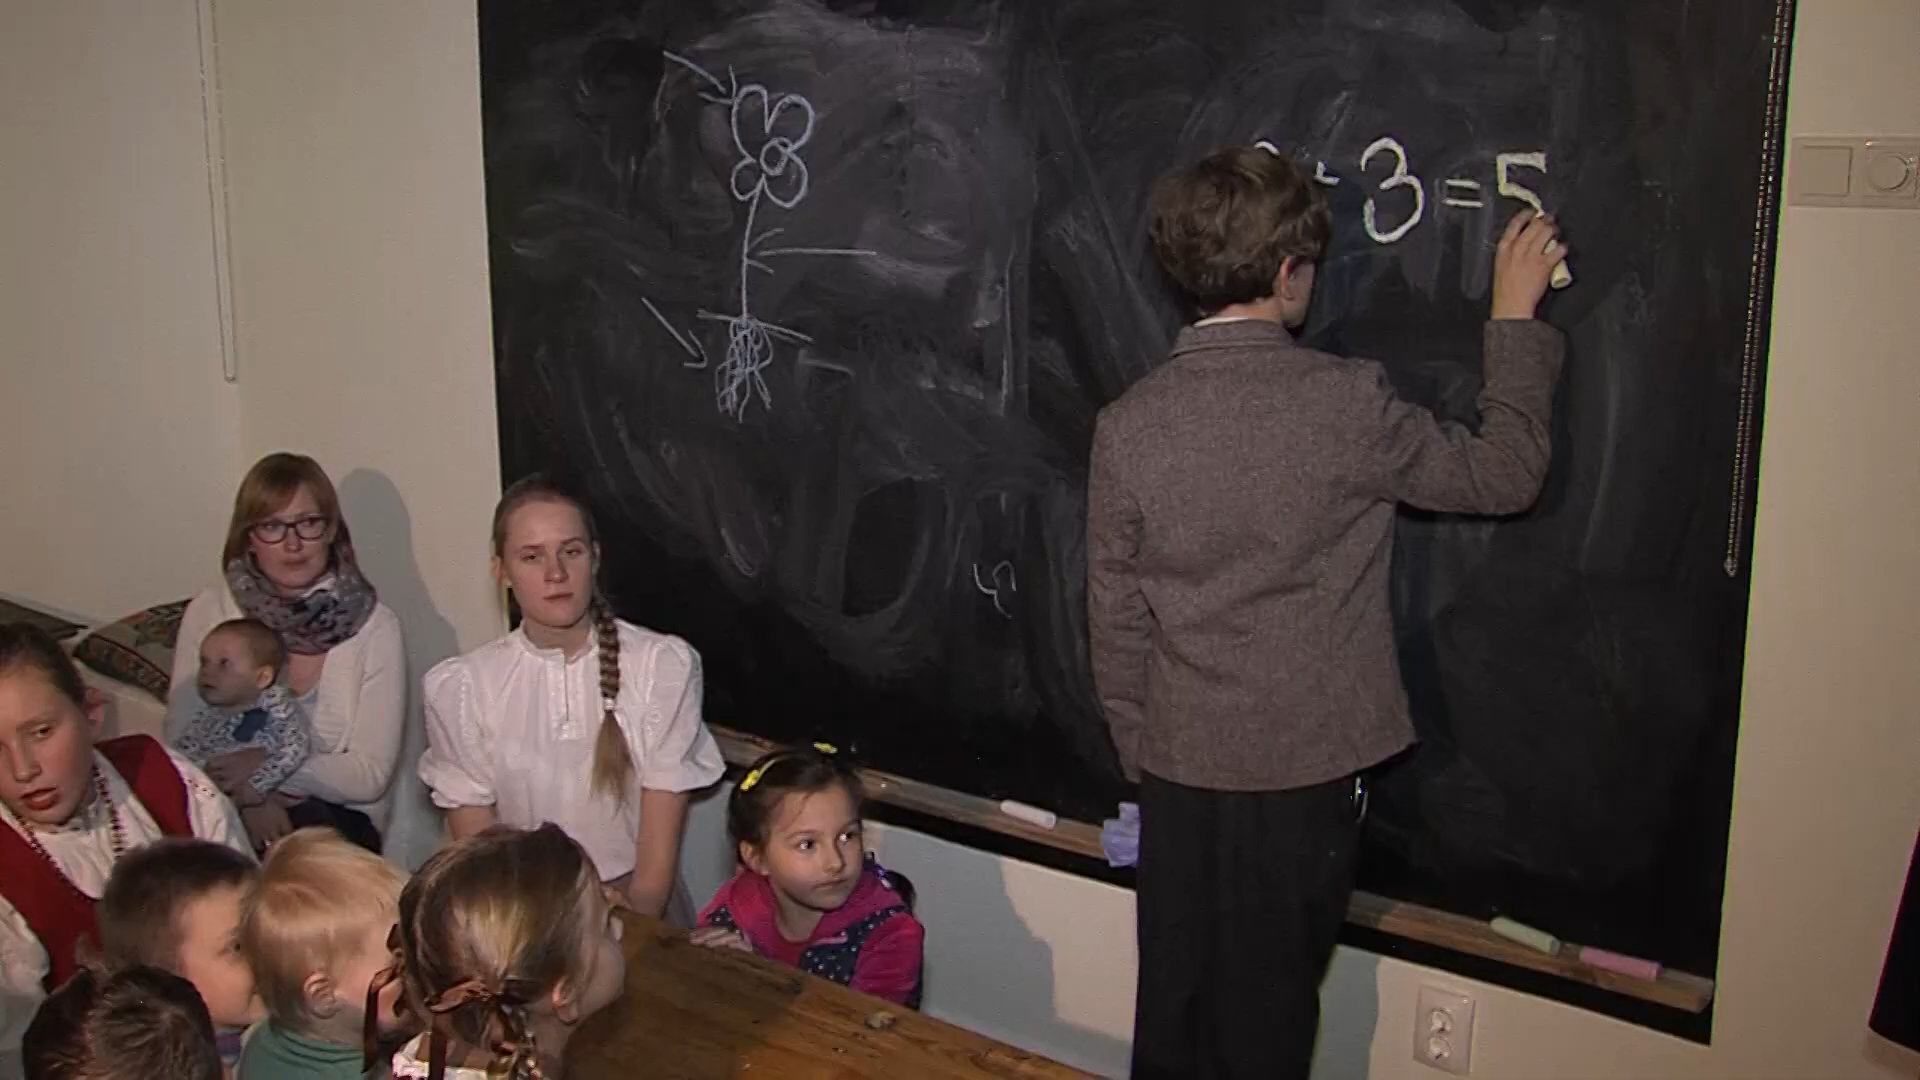 + 3 = 5